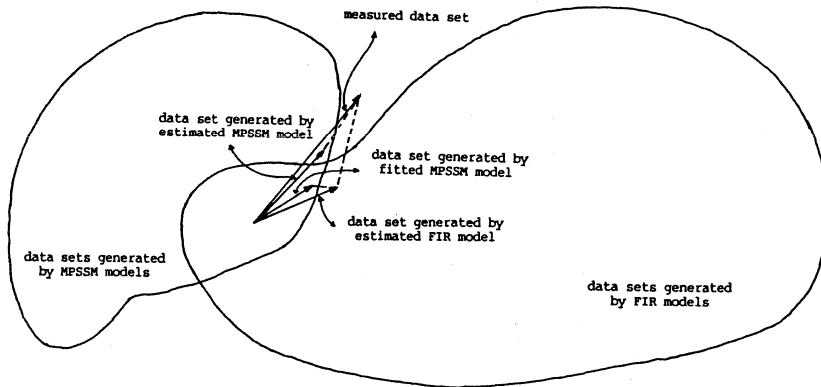 measured data set
data set generated by
estimated MPSSM model
data set generated by
fitted MPSSM model
data set generated by
estimated FIR model
data sets generated
by MPSSM models
data sets generated
by FIR models